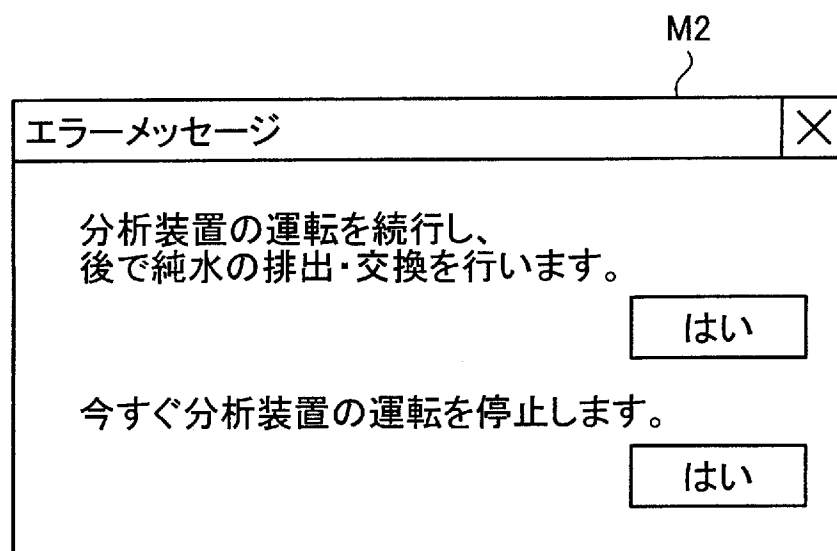 M2
エラーメッセージ
分析装置の運転を続行し、
後で純水の排出・交換を行います。
はい
今すぐ分析装置の運転を停止します。
はい